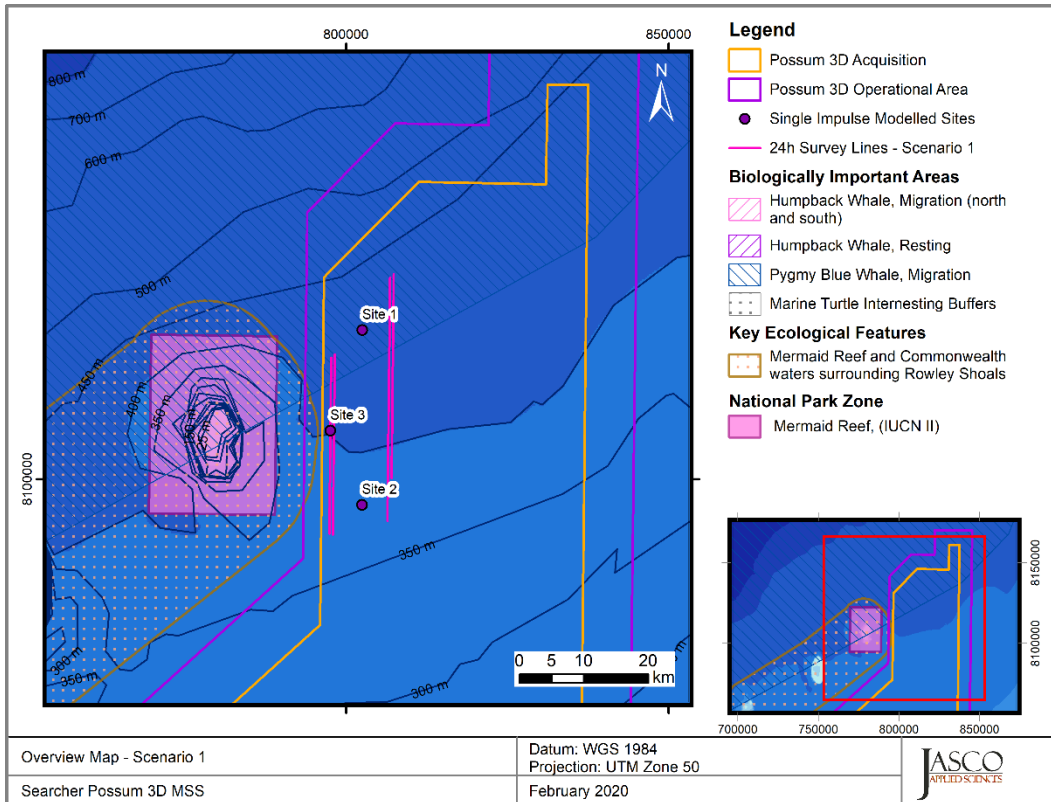 800000
850000
8100000
N
800 m
700 m
600 m
500 m
450 m
400 m
350 m
25 m
Site 1
Site 3
Site 2
350 m
300 m
350 m
300 m
0 5 10 20
km
Legend
Possum 3D Acquisition
Possum 3D Operational Area
Single Impulse Modelled Sites
24h Survey Lines - Scenario 1
Biologically Important Areas
Humpback Whale, Migration (north
and south)
Humpback Whale, Resting
Pygmy Blue Whale, Migration
Marine Turtle Internesting Buffers
Key Ecological Features
Mermaid Reef and Commonwealth
waters surrounding Rowley Shoals
National Park Zone
Mermaid Reef, (IUCN II)
8150000
8100000
700000 750000 800000 850000
Overview Map - Scenario 1
Searcher Possum 3D MSS
Datum: WGS 1984
Projection: UTM Zone 50
February 2020
JASCO
APPLIED SCIENCES